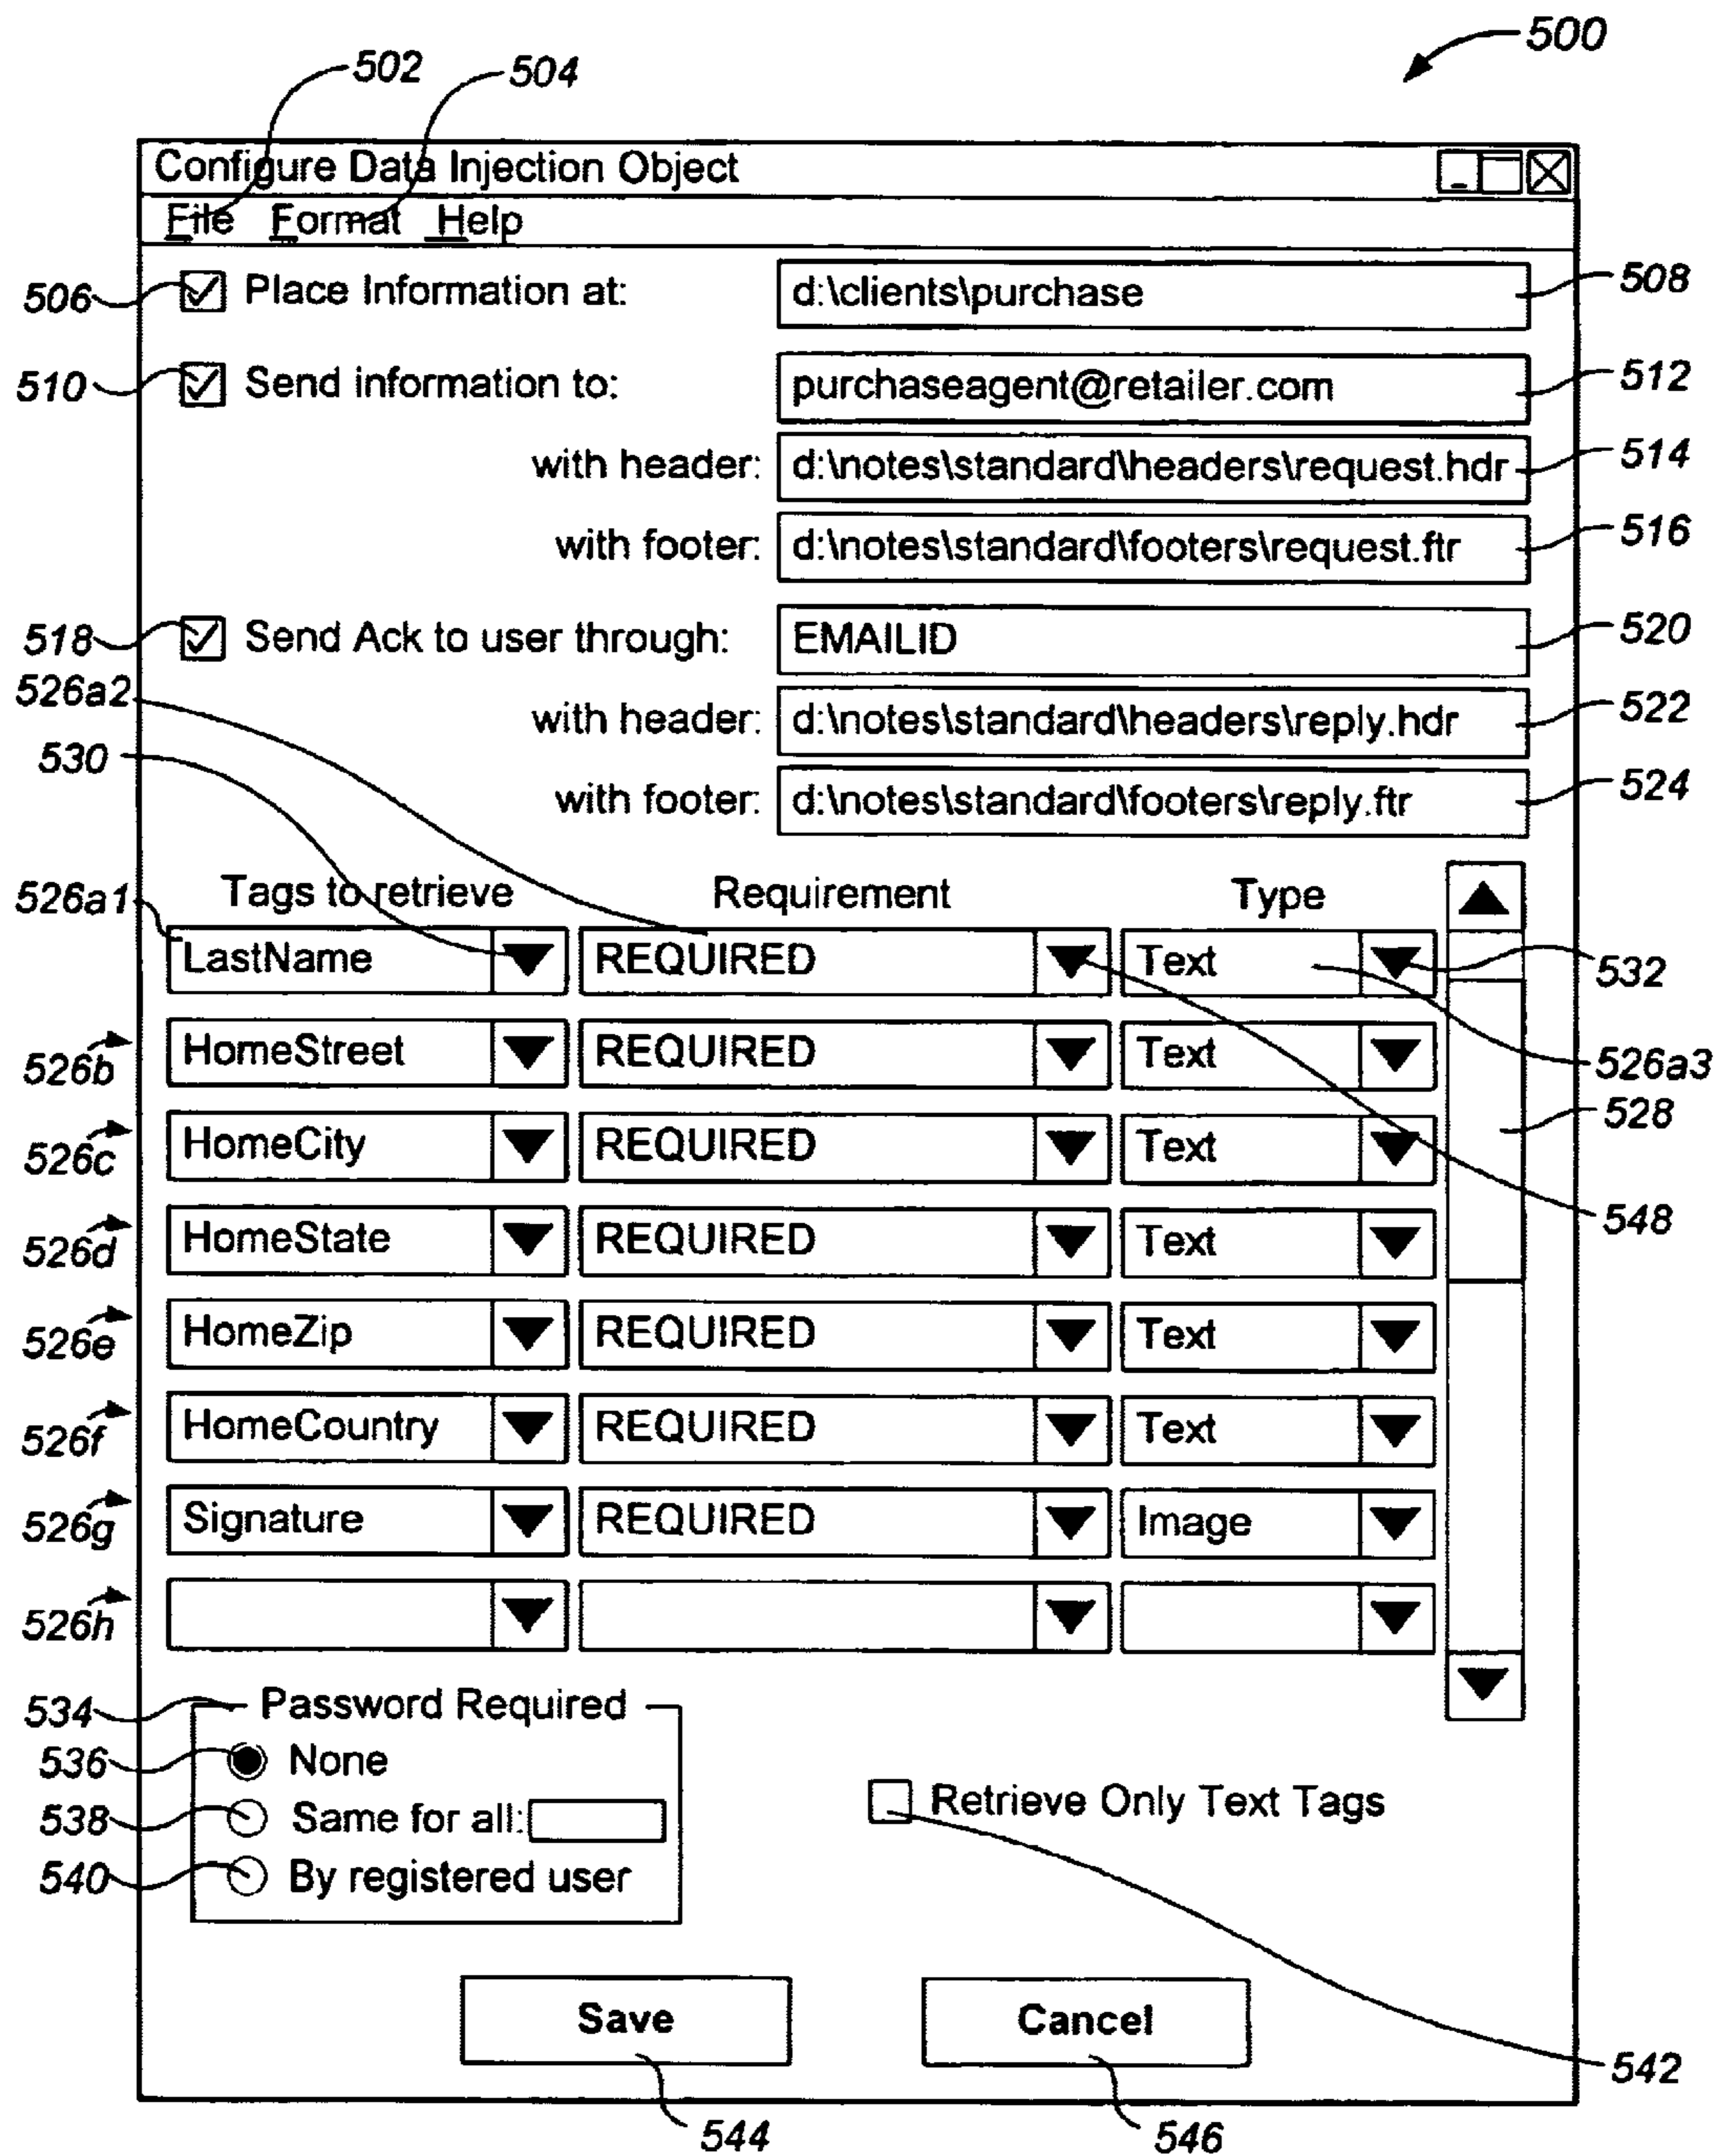 500
502 504
Configure Data Injection Object
File Format Help
506 Place Information at: d:\clients\purchase 508
510 Send information to: purchaseagent@retailer.com 512
with header: d:\notes\standard\headers\request.hdr 514
with footer: d:\notes\standard\footers\request.ftr 516
518 Send Ack to user through: EMAILID 520
526a2 with header: d:\notes\standard\headers\reply.hdr 522
530 with footer: d:\notes\standard\footers\reply.ftr 524
526a1 Tags to retrieve Requirement Type
LastName REQUIRED Text 532
526b HomeStreet REQUIRED Text 526a3
528
526c HomeCity REQUIRED Text
526d HomeState REQUIRED Text 548
526e HomeZip REQUIRED Text
526f HomeCountry REQUIRED Text
526g Signature REQUIRED Image
526h
534 Password Required
536 None
538 Same for all: Retrieve Only Text Tags
540 By registered user
Save Cancel
542
544 546